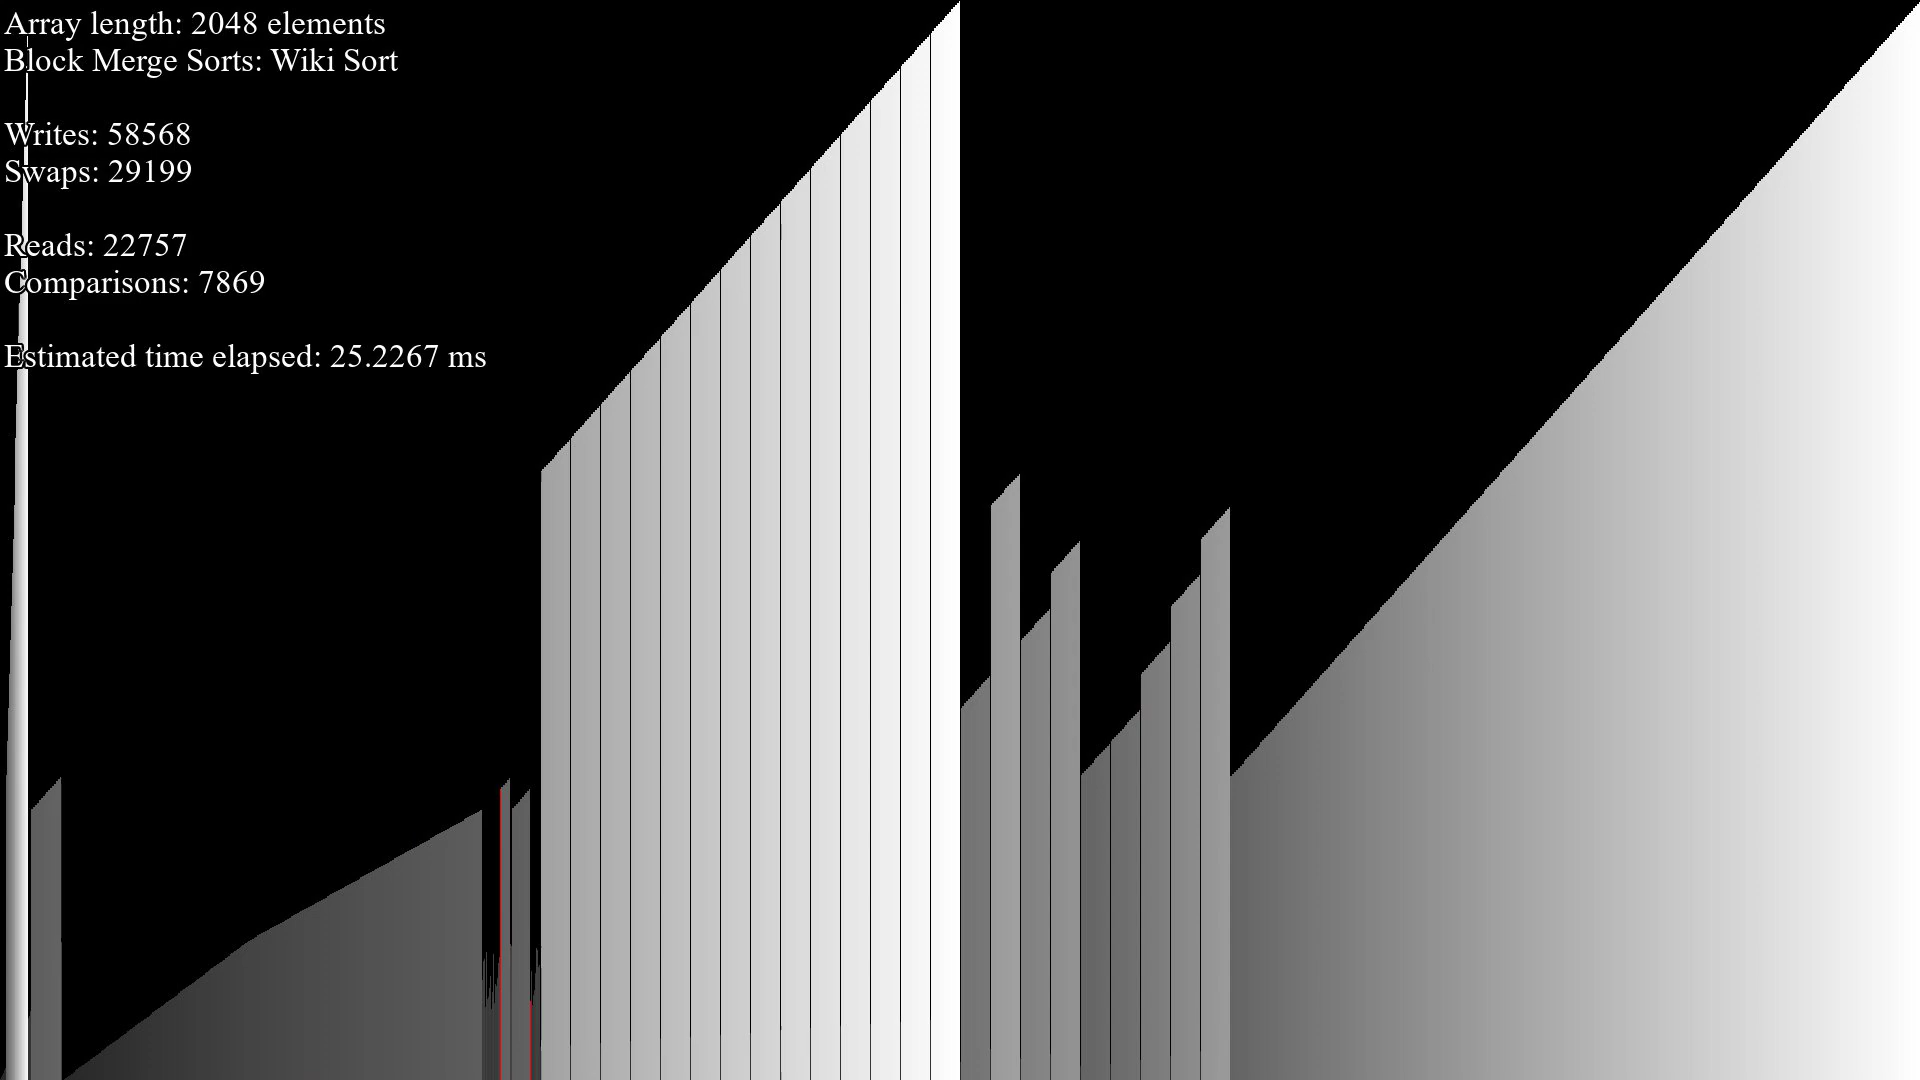 Array length: 2048 elements
Block Merge Sorts: Wiki Sort
Writes: 58568
Swaps: 29199
Reads: 22757
Comparisons: 7869
Estimated time elapsed: 25.2267 ms